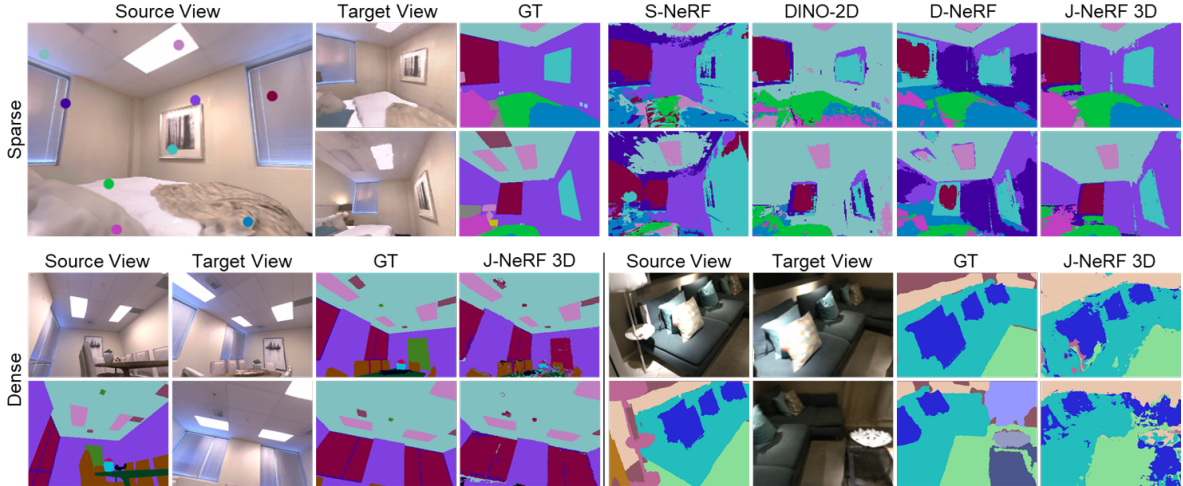 Source View Target View GT S-NeRF DINO-2D D-NeRF J-NeRF 3D
Sparse
Source View Target View GT J-NeRF 3D Source View Target View GT J-NeRF 3D
Dense